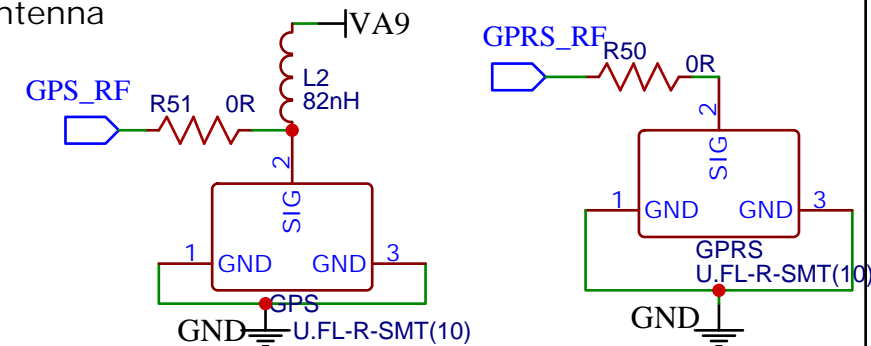 ntenna
VA9
L2
82nH
GPS_RF
R51 0R
2
SIG
1 GND GND 3
GPS
GND U.FL-R-SMT(10)
GPRS_RF
R50 0R
2
SIG
1 GND GND 3
GPRS
U.FL-R-SMT(10)
GND